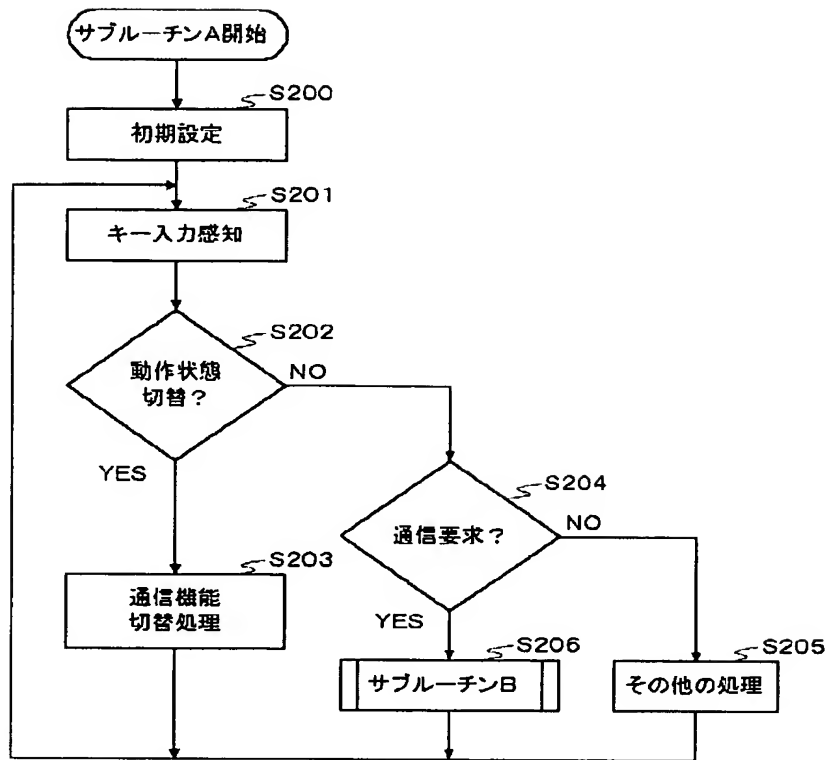 サブルーチンA開始
S200
初期設定
S201
キー入力感知
S202
動作状態
切替？
NO
YES
S204
通信要求？
NO
S203
通信機能
切替処理
YES
S206
サブルーチンB
S205
その他の処理